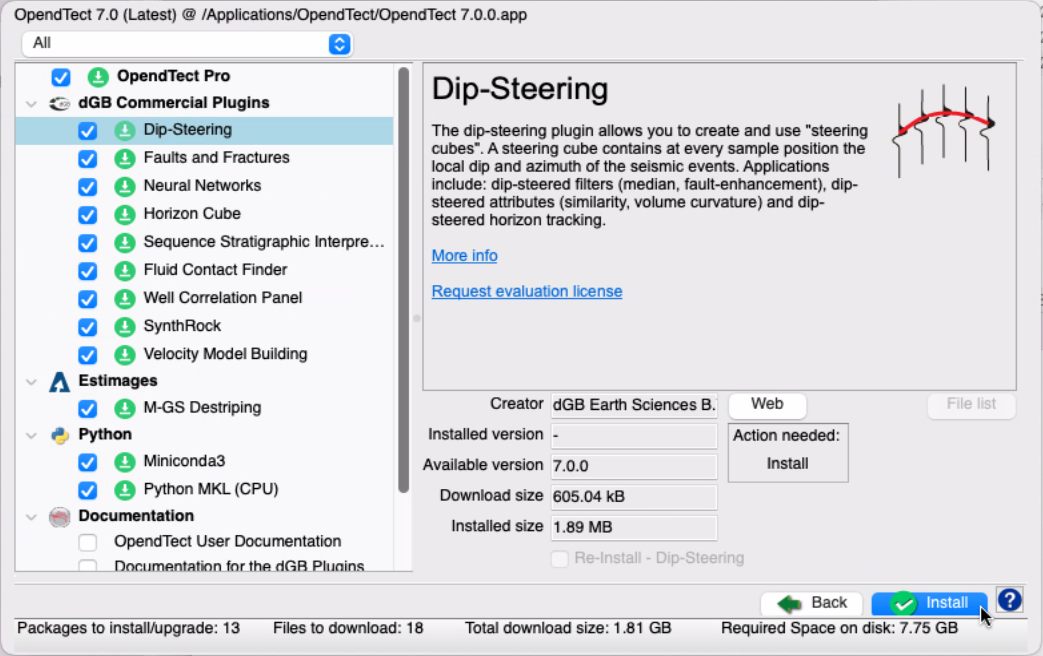 OpendTect 7.0 (Latest) @ /Applications/OpendTect/OpendTect 7.0.0.app
All
OpendTect Pro
dGB Commercial Plugins
Dip-Steering
Faults and Fractures
Neural Networks
Horizon Cube
Sequence Stratigraphic Interpre...
Fluid Contact Finder
Well Correlation Panel
SynthRock
Velocity Model Building
Estimages
M-GS Destriping
Python
Miniconda3
Python MKL (CPU)
Documentation
OpendTect User Documentation
Documentation for the dGB Plugins
Dip-Steering
The dip-steering plugin allows you to create and use "steering
cubes". A steering cube contains at every sample position the
local dip and azimuth of the seismic events. Applications
include: dip-steered filters (median, fault-enhancement), dip-
steered attributes (similarity, volume curvature) and dip-
steered horizon tracking.
More info
Request evaluation license
Creator dGB Earth Sciences B. Web File list
Installed version -
Action needed:
Install
Available version 7.0.0
Download size 605.04 kB
Installed size 1.89 MB
Re-Install - Dip-Steering
Back Install ?
Packages to install/upgrade: 13 Files to download: 18 Total download size: 1.81 GB Required Space on disk: 7.75 GB